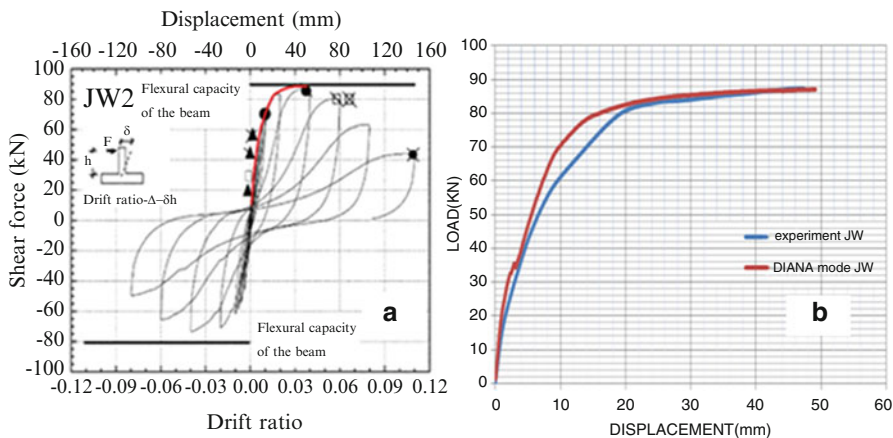 Displacement (mm)
-160 -120 -80 -40 0 40 80 120 160
100
80
60
40
20
0
-20
-40
-60
-80
-100
Shear force (kN)
JW2
Flexural capacity
of the beam
δ
F
h
Drift ratio-Δ–δh
a
Flexural capacity
of the beam
-0.12 -0.09 -0.06 -0.03 0.00 0.03 0.06 0.09 0.12
Drift ratio
100
90
80
70
60
50
40
30
20
10
0
LOAD(KN)
experiment JW
DIANA mode JW
b
0 10 20 30 40 50 60
DISPLACEMENT(mm)